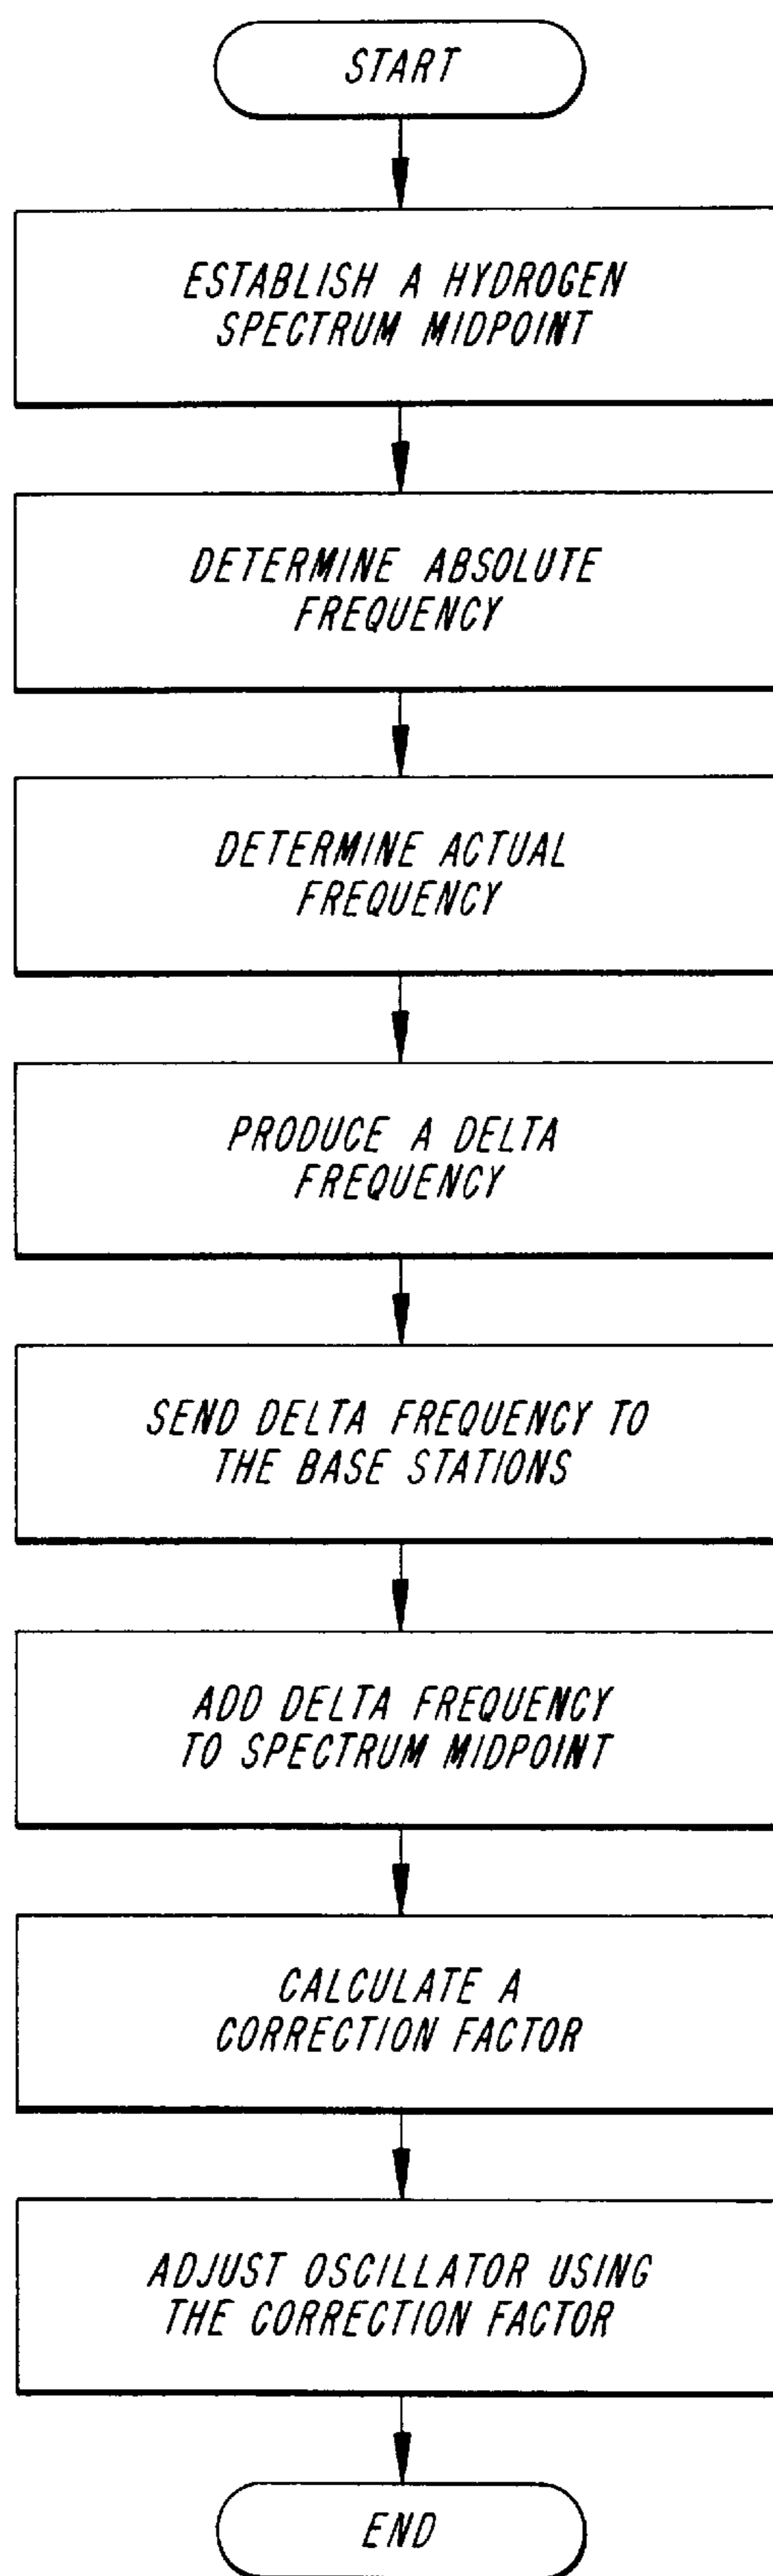 START
ESTABLISH A HYDROGEN
SPECTRUM MIDPOINT
DETERMINE ABSOLUTE
FREQUENCY
DETERMINE ACTUAL
FREQUENCY
PRODUCE A DELTA
FREQUENCY
SEND DELTA FREQUENCY TO
THE BASE STATIONS
ADD DELTA FREQUENCY
TO SPECTRUM MIDPOINT
CALCULATE A
CORRECTION FACTOR
ADJUST OSCILLATOR USING
THE CORRECTION FACTOR
END